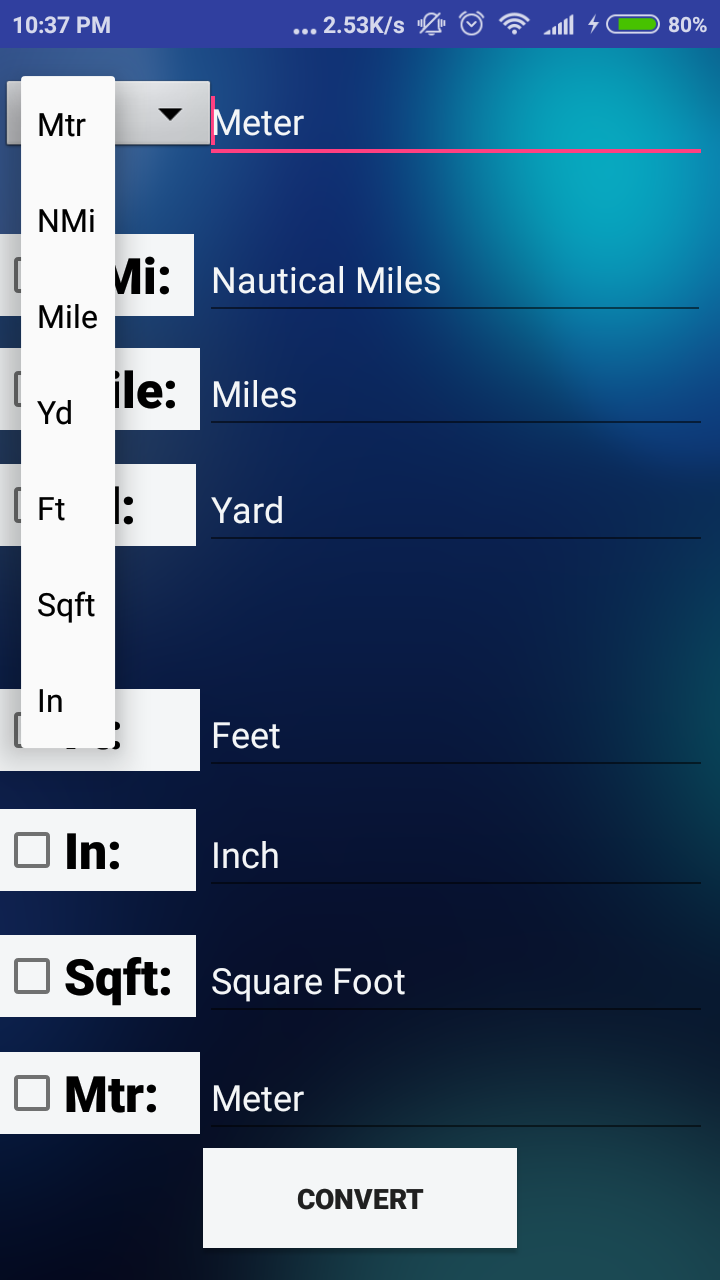 10:37 PM ... 2.53K/s 80%
Mtr
Meter
NMi
Mi: Nautical Miles
Mile
ile: Miles
Yd
Yard
Ft
Sqft
In
Feet
In: Inch
Sqft: Square Foot
Mtr: Meter
CONVERT